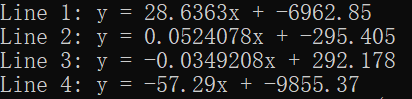 Line 1: y = 28.6363x + -6962.85
Line 2: y = 0.0524078x + -295.405
Line 3: y = -0.0349208x + 292.178
Line 4: y = -57.29x + -9855.37